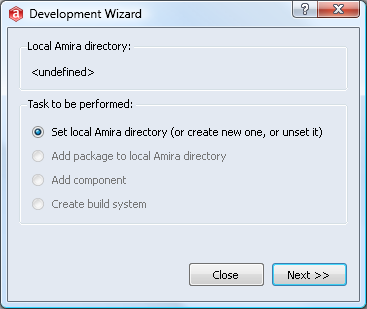 Development Wizard
Local Amira directory:
<undefined>
Task to be performed:
Set local Amira directory (or create new one, or unset it)
Add package to local Amira directory
Add component
Create build system
Close
Next >>